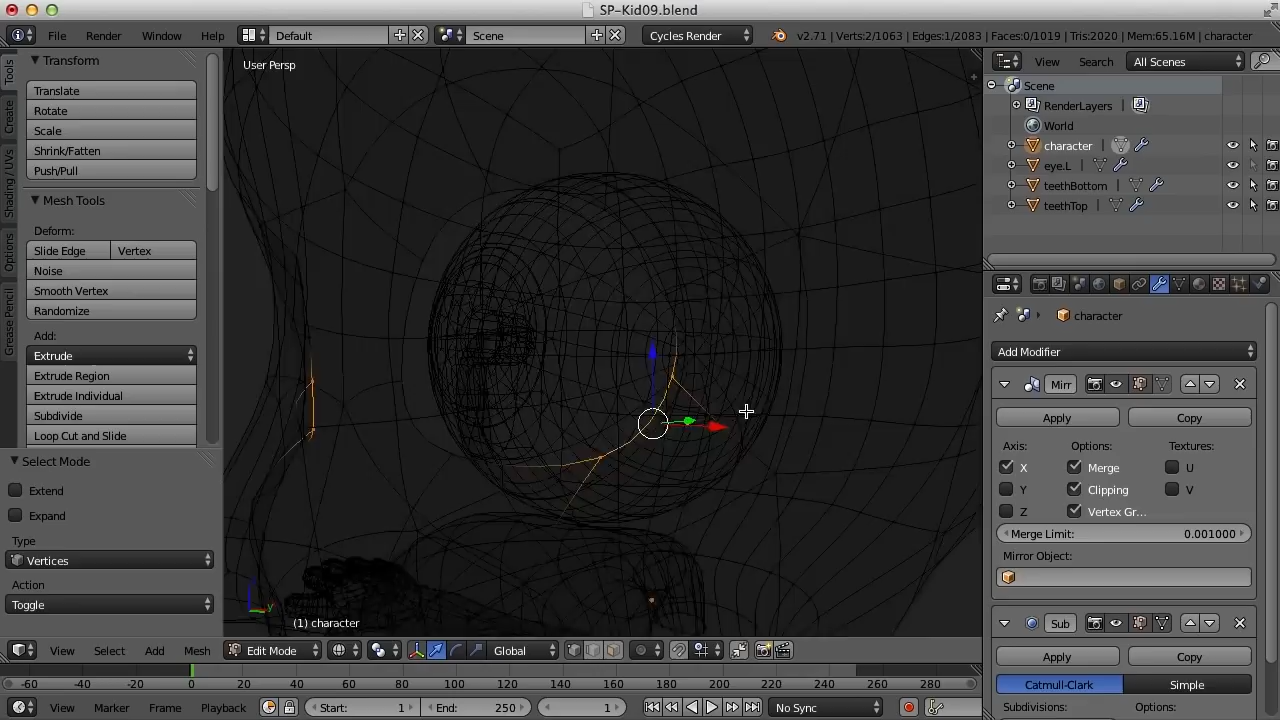 SP-Kid09.blend
File Render Window Help Default Scene Cycles Render v2.71 | Verts:2/1063 | Edges:1/2083 | Faces:0/1019 | Tris:2020 | Mem:65.16M | character
Tools
Create
Shading / UVs
Options
Grease Pencil
Transform
Translate
Rotate
Scale
Shrink/Fatten
Push/Pull
Mesh Tools
Deform:
Slide Edge Vertex
Noise
Smooth Vertex
Randomize
Add:
Extrude
Extrude Region
Extrude Individual
Subdivide
Loop Cut and Slide
Select Mode
Extend
Expand
Type
Vertices
Action
Toggle
User Persp
y
(1) character
View Search All Scenes
Scene
RenderLayers |
World
character |
eye.L |
teethBottom |
teethTop |
character
Add Modifier
Mirr
Apply Copy
Axis: Options: Textures:
X Merge U
Y Clipping V
Z Vertex Gr...
Merge Limit: 0.001000
Mirror Object:
Sub
Apply Copy
Catmull-Clark Simple
Subdivisions: Options:
View Select Add Mesh Edit Mode Global
-60 -40 -20 0 20 40 60 80 100 120 140 160 180 200 220 240 260 280
View Marker Frame Playback Start: 1 End: 250 1 No Sync